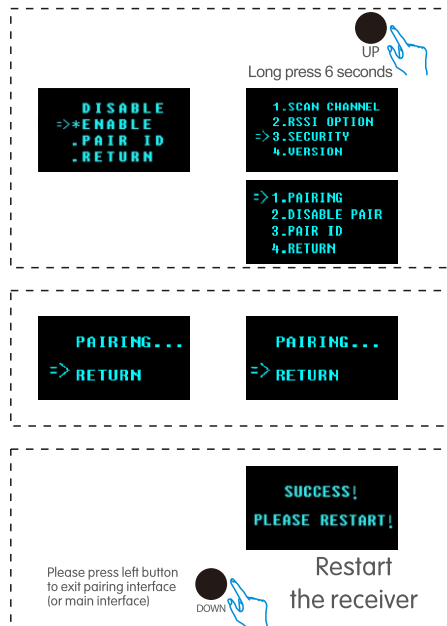 UP
Long press 6 seconds
DISABLE
=>*ENABLE
.PAIR ID
.RETURN
1.SCAN CHANNEL
2.RSSI OPTION
=>3.SECURITY
4.VERSION
=>1.PAIRING
2.DISABLE PAIR
3.PAIR ID
4.RETURN
PAIRING...
=> RETURN
PAIRING...
=> RETURN
SUCCESS!
PLEASE RESTART!
Please press left button
to exit pairing interface
(or main interface)
DOWN
Restart
the receiver